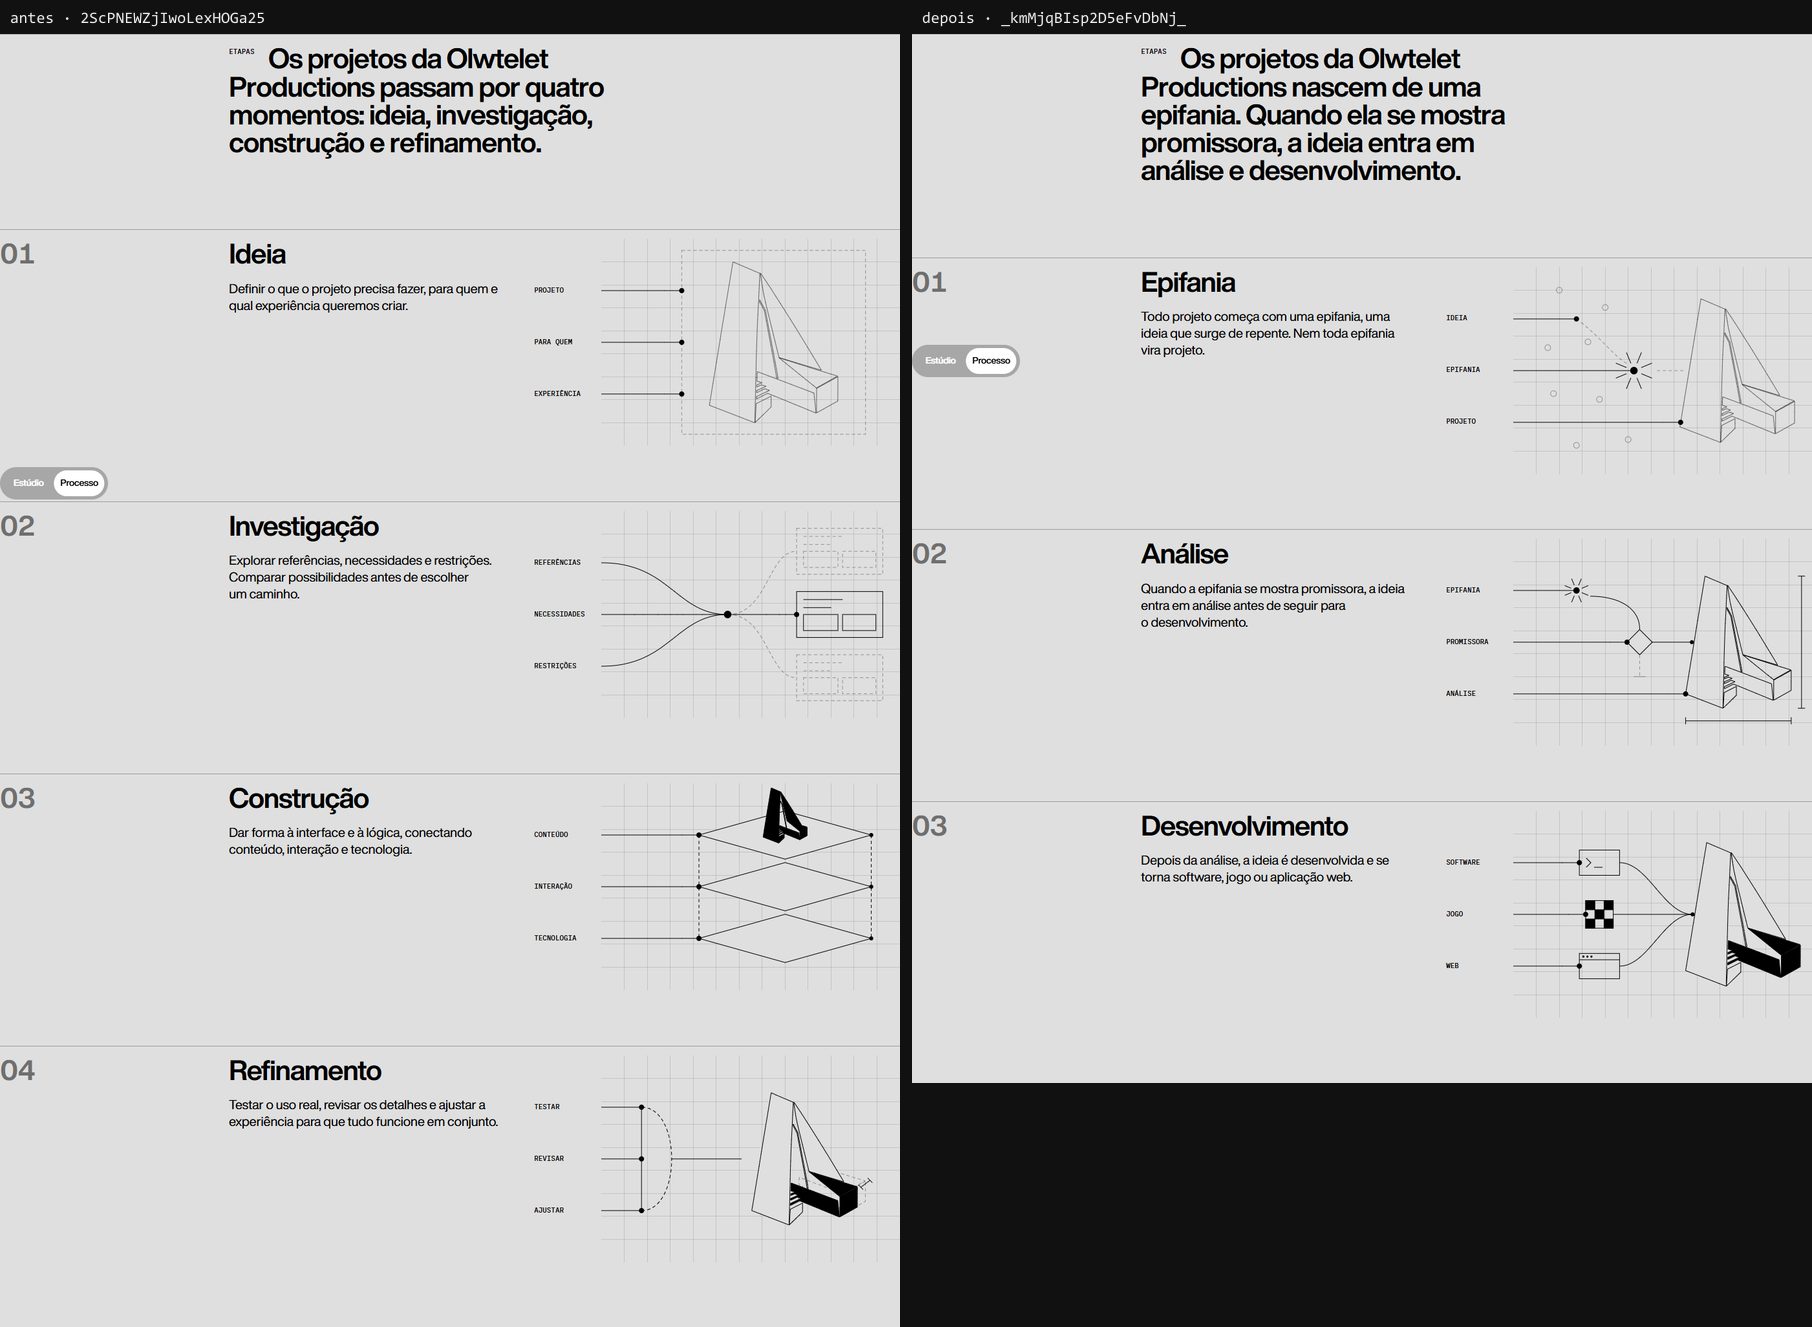 antes · 2ScPNEWZjIwoLexHOGa25
ETAPAS
Os projetos da Olwtelet
Productions passam por quatro
momentos: ideia, investigação,
construção e refinamento.
01
Ideia
Definir o que o projeto precisa fazer, para quem e
qual experiência queremos criar.
PROJETO
PARA QUEM
EXPERIÊNCIA
Estúdio
Processo
02
Investigação
Explorar referências, necessidades e restrições.
Comparar possibilidades antes de escolher
um caminho.
REFERÊNCIAS
NECESSIDADES
RESTRIÇÕES
03
Construção
Dar forma à interface e à lógica, conectando
conteúdo, interação e tecnologia.
CONTEÚDO
INTERAÇÃO
TECNOLOGIA
04
Refinamento
Testar o uso real, revisar os detalhes e ajustar a
experiência para que tudo funcione em conjunto.
TESTAR
REVISAR
AJUSTAR
depois · _kmMjqBIsp2D5eFvDbNj_
ETAPAS
Os projetos da Olwtelet
Productions nascem de uma
epifania. Quando ela se mostra
promissora, a ideia entra em
análise e desenvolvimento.
01
Epifania
Todo projeto começa com uma epifania, uma
ideia que surge de repente. Nem toda epifania
vira projeto.
IDEIA
EPIFANIA
PROJETO
Estúdio
Processo
02
Análise
Quando a epifania se mostra promissora, a ideia
entra em análise antes de seguir para
o desenvolvimento.
EPIFANIA
PROMISSORA
ANÁLISE
03
Desenvolvimento
Depois da análise, a ideia é desenvolvida e se
torna software, jogo ou aplicação web.
SOFTWARE
JOGO
WEB